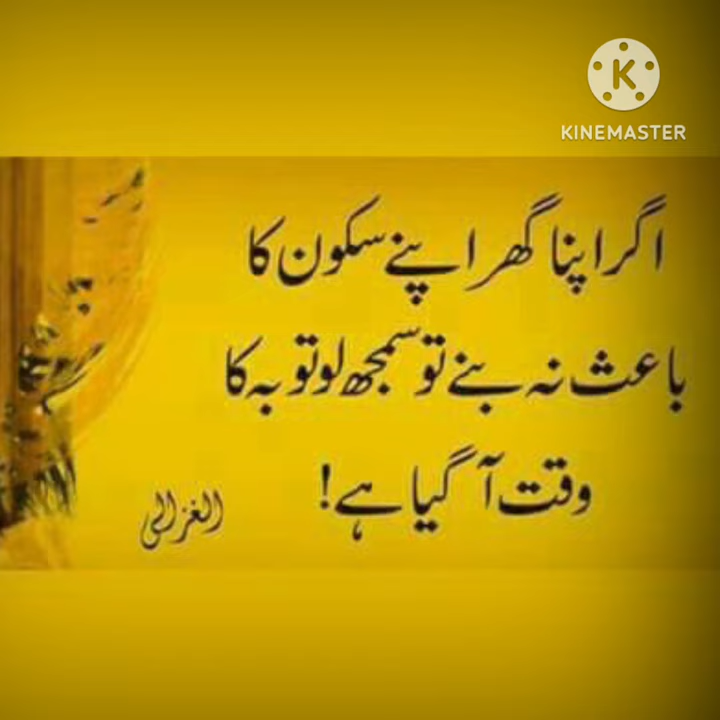 KINEMASTER
اگر اپنا گھر اپنے سکون کا
باعث نہ بنے تو سمجھ لو توبہ کا
وقت آ گیا ہے!
الغزالی